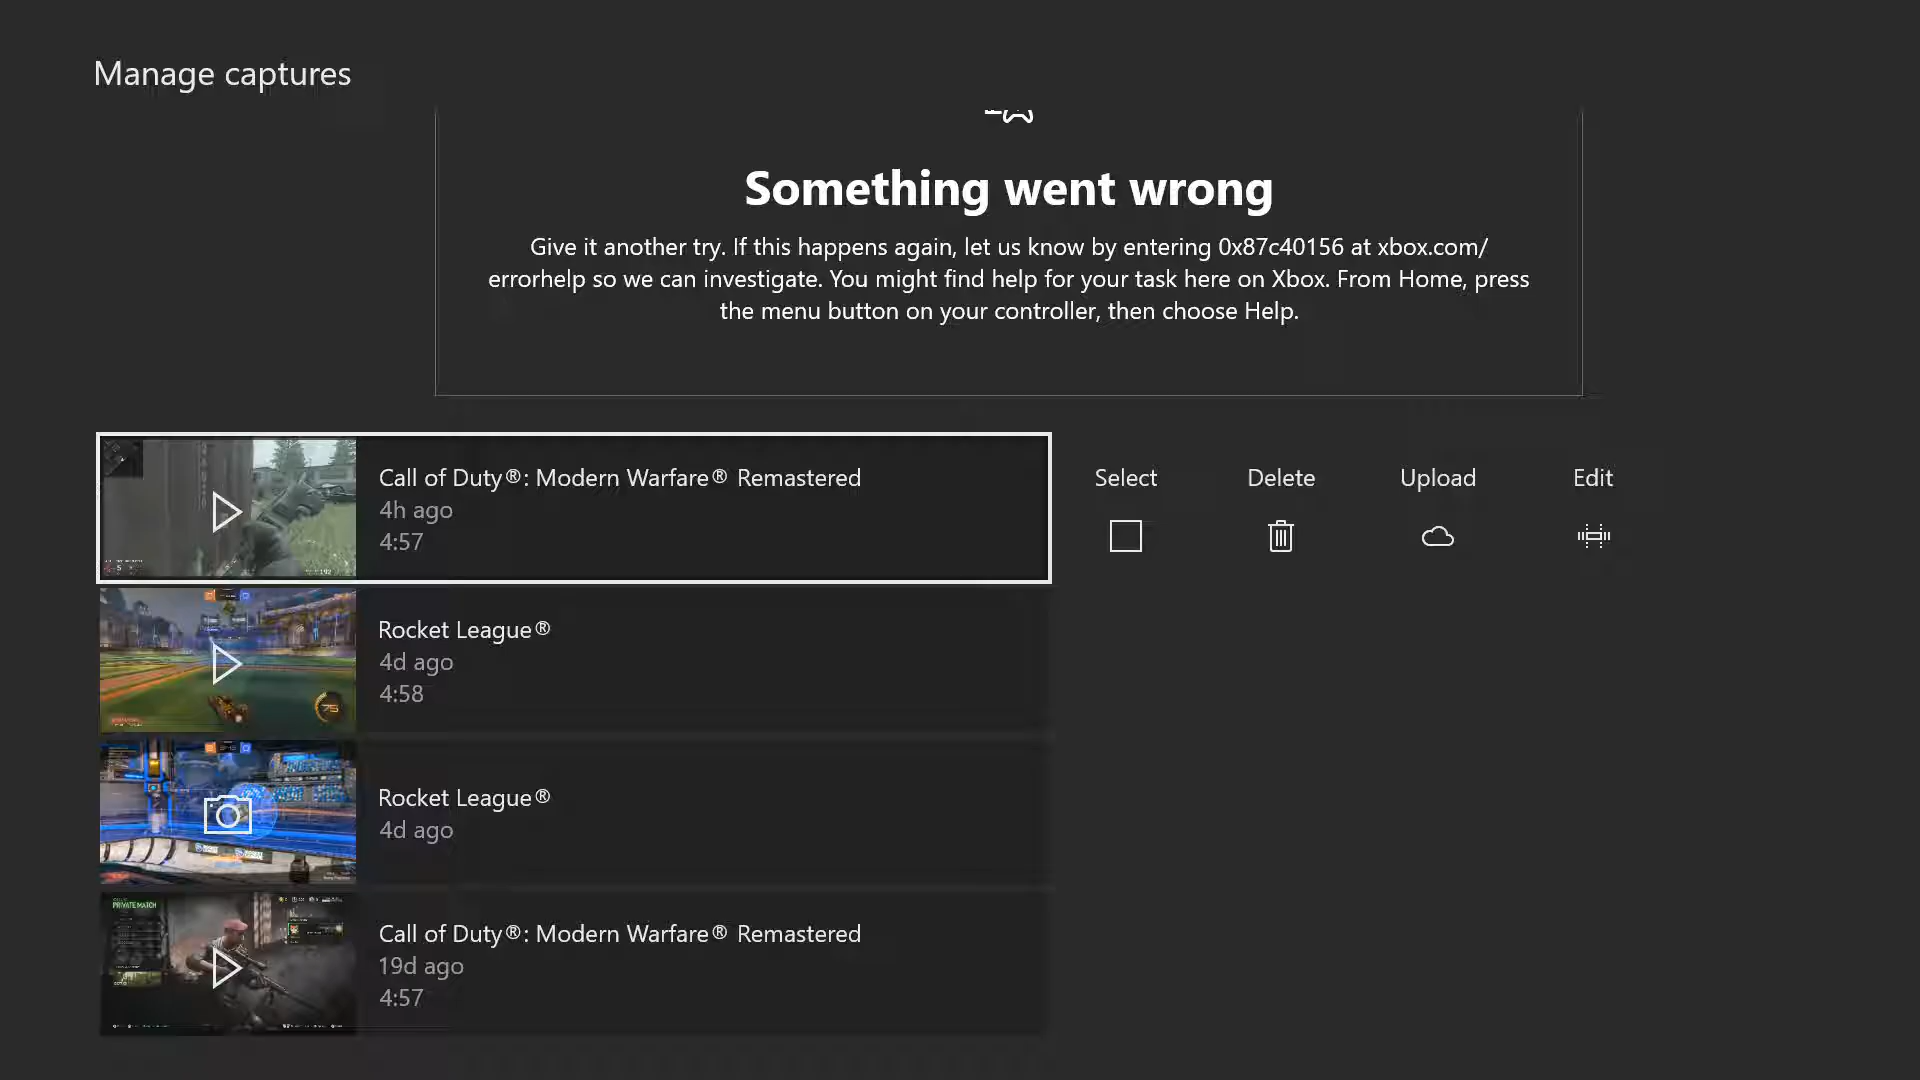 Manage captures
Something went wrong
Give it another try. If this happens again, let us know by entering 0x87c40156 at xbox.com/
errorhelp so we can investigate. You might find help for your task here on Xbox. From Home, press
the menu button on your controller, then choose Help.
Call of Duty®: Modern Warfare® Remastered
4h ago
4:57
Select
Delete
Upload
Edit
Rocket League®
4d ago
4:58
75
Rocket League®
4d ago
PRIVATE MATCH
Call of Duty®: Modern Warfare® Remastered
19d ago
4:57